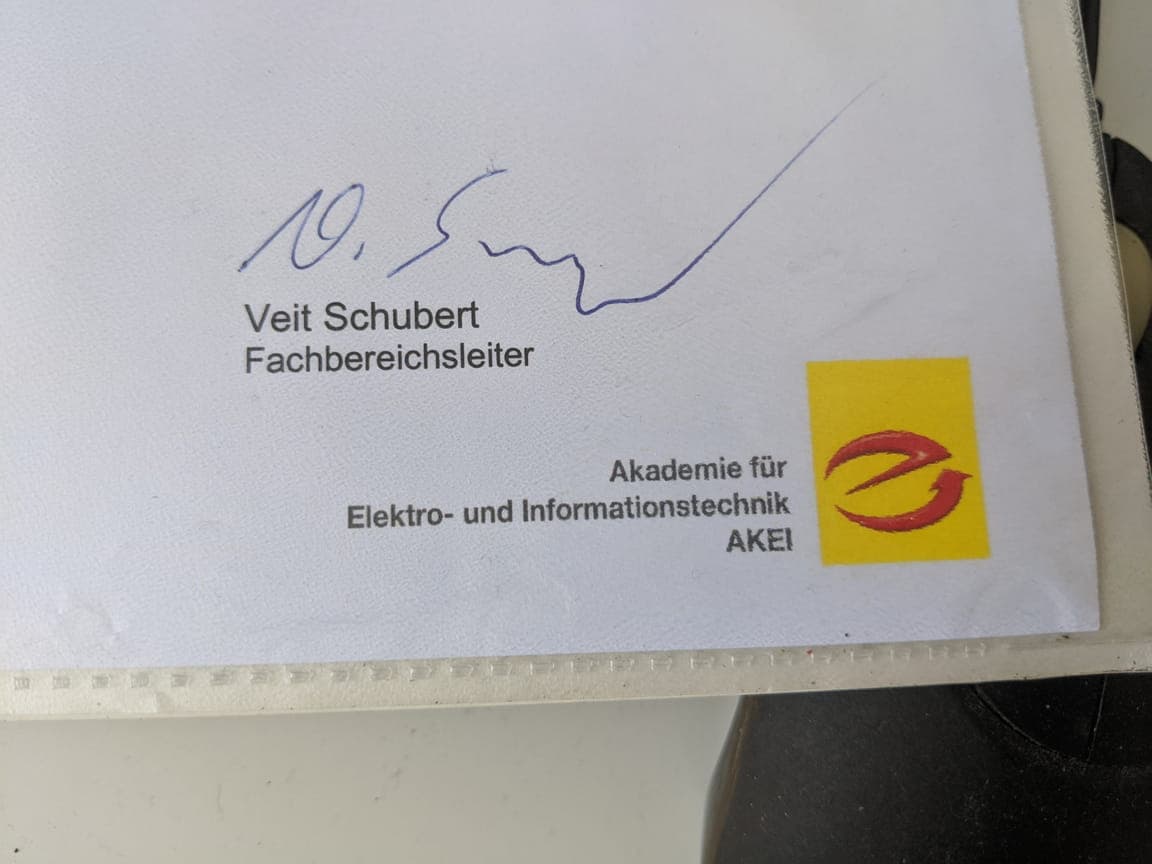 Veit Schubert
Fachbereichsleiter
Akademie für
Elektro- und Informationstechnik
AKEI